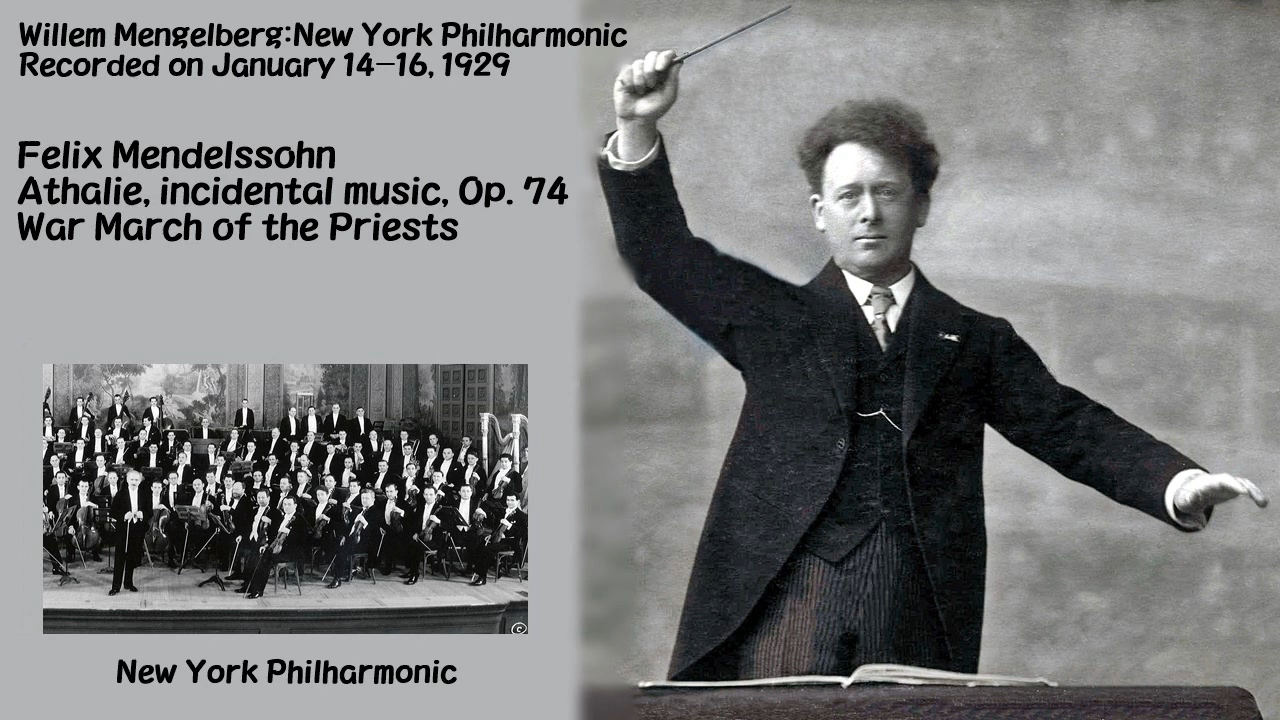 Willem Mengelberg:New York Philharmonic
Recorded on January 14–16, 1929
Felix Mendelssohn
Athalie, incidental music, Op. 74
War March of the Priests
©
New York Philharmonic